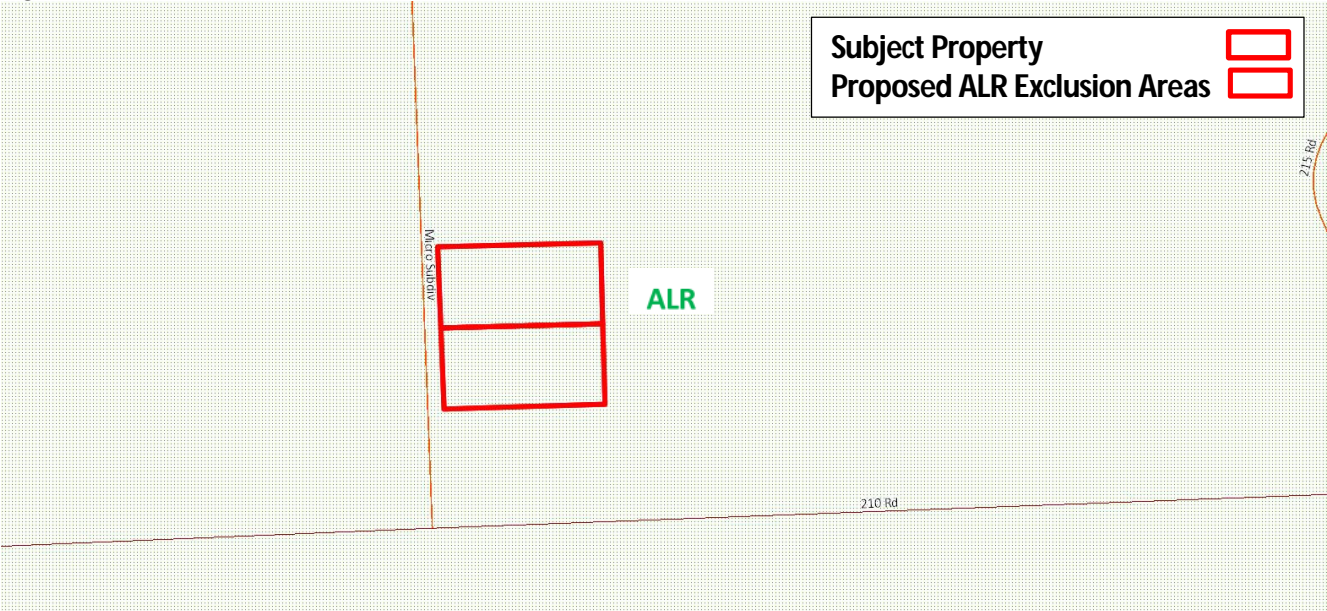 Subject Property
Proposed ALR Exclusion Areas
215 Rd
Micro Subdiv
ALR
210 Rd